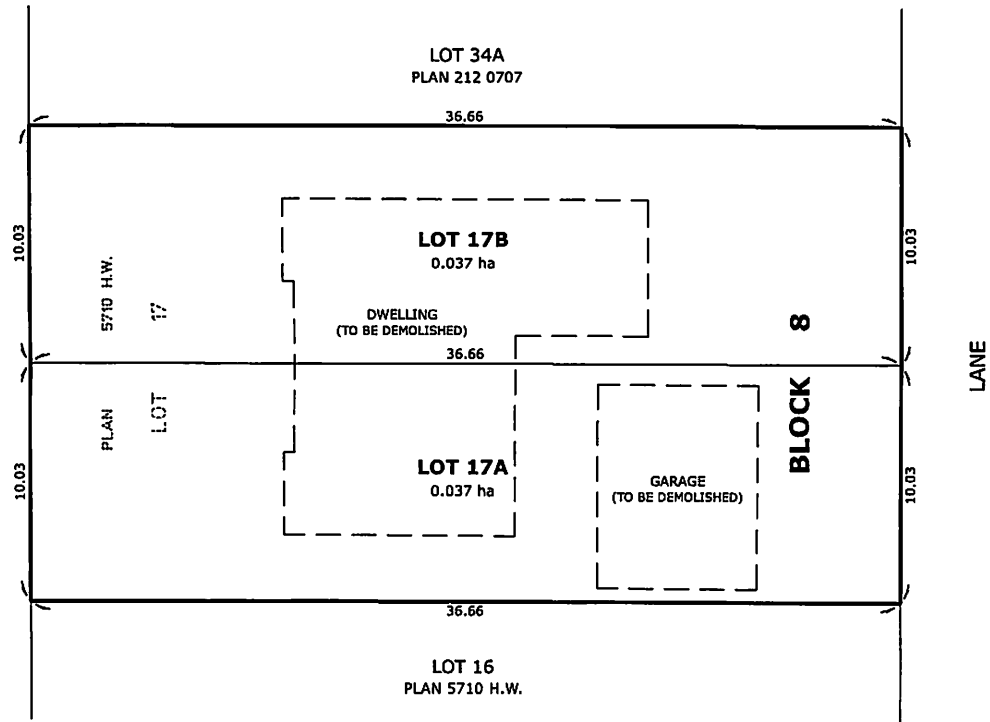 LOT 34A
PLAN 212 0707
36.66
10.03
10.03
LOT 17B
0.037 ha
PLAN 5710 H.W.
LOT 17
DWELLING
(TO BE DEMOLISHED)
36.66
BLOCK 8
LANE
10.03
10.03
LOT 17A
0.037 ha
GARAGE
(TO BE DEMOLISHED)
36.66
LOT 16
PLAN 5710 H.W.